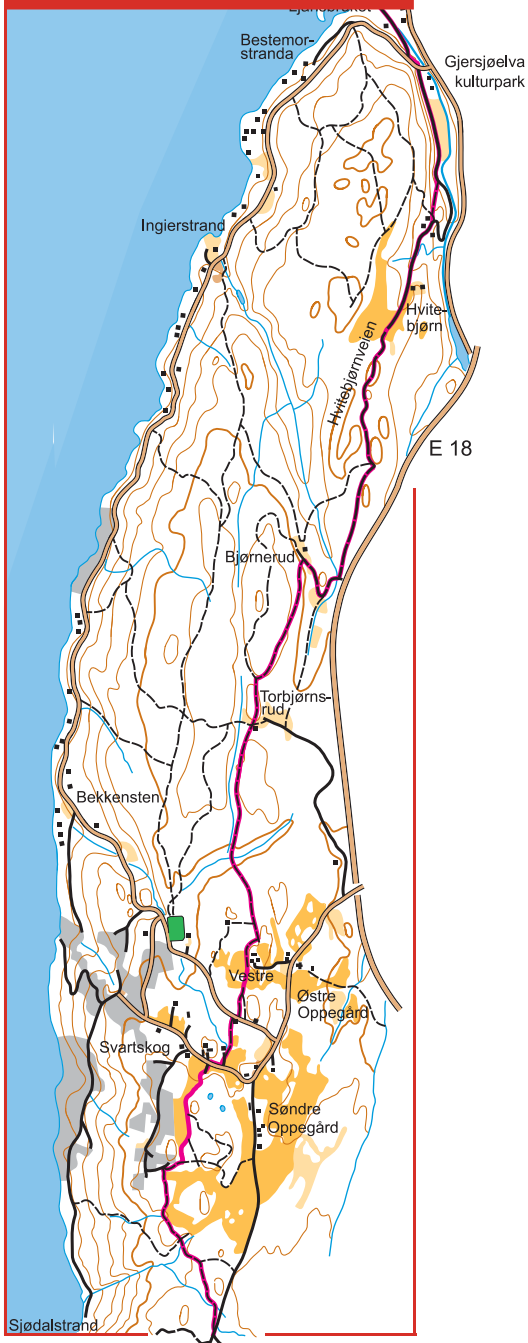 Ljansbruket
Bestemor-
stranda
Gjersjøelva
kulturpark
Ingierstrand
Hvite-
bjørn
Hvitebjørnveien
E 18
Bjørnerud
Torbjørns-
rud
Bekkensten
Vestre
Østre
Oppegård
Svartskog
Søndre
Oppegård
Sjødalstrand